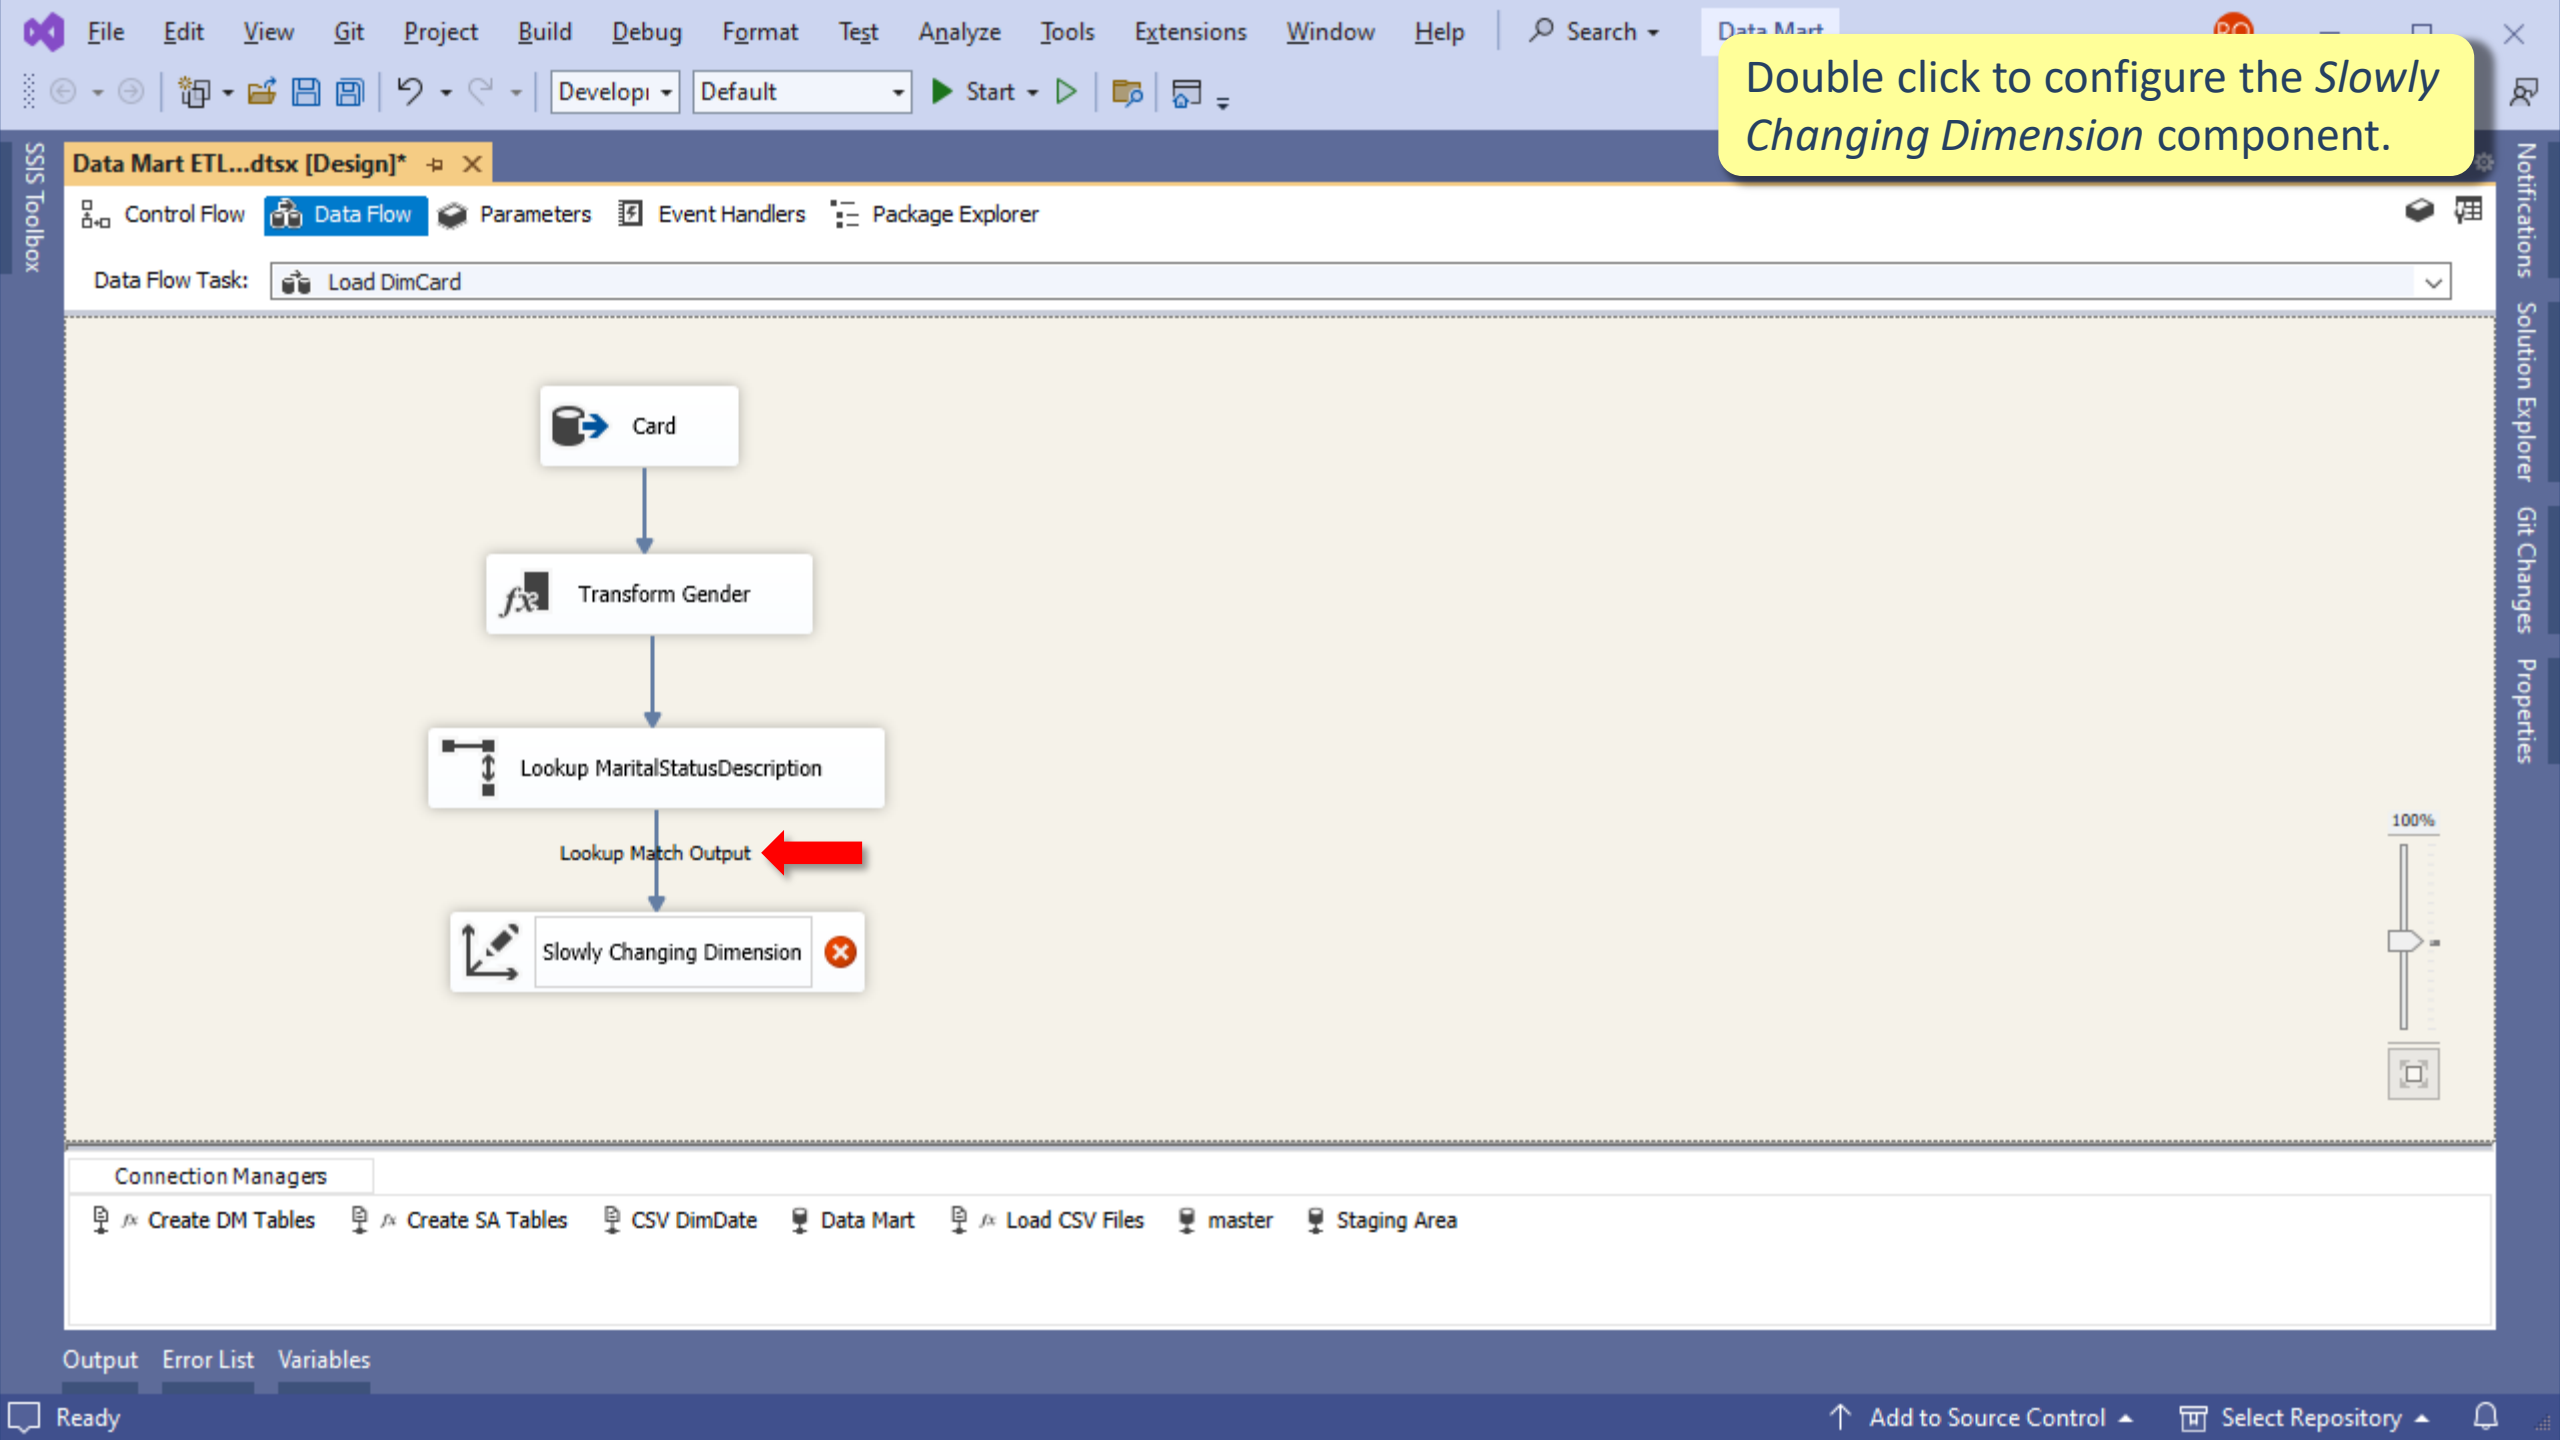 File Edit View Git Project Build Debug Format Test Analyze Tools Extensions Window Help Search
Develop Default Start
Double click to configure the Slowly
Changing Dimension component.
SSIS Toolbox
Data Mart ETL...dtsx [Design]*
Control Flow Data Flow Parameters Event Handlers Package Explorer
Data Flow Task: Load DimCard
Card
Transform Gender
Lookup MaritalStatusDescription
Lookup Match Output
Slowly Changing Dimension
100%
Notifications
Solution Explorer
Git Changes
Properties
Connection Managers
fx Create DM Tables fx Create SA Tables CSV DimDate Data Mart fx Load CSV Files master Staging Area
Output Error List Variables
Ready Add to Source Control Select Repository